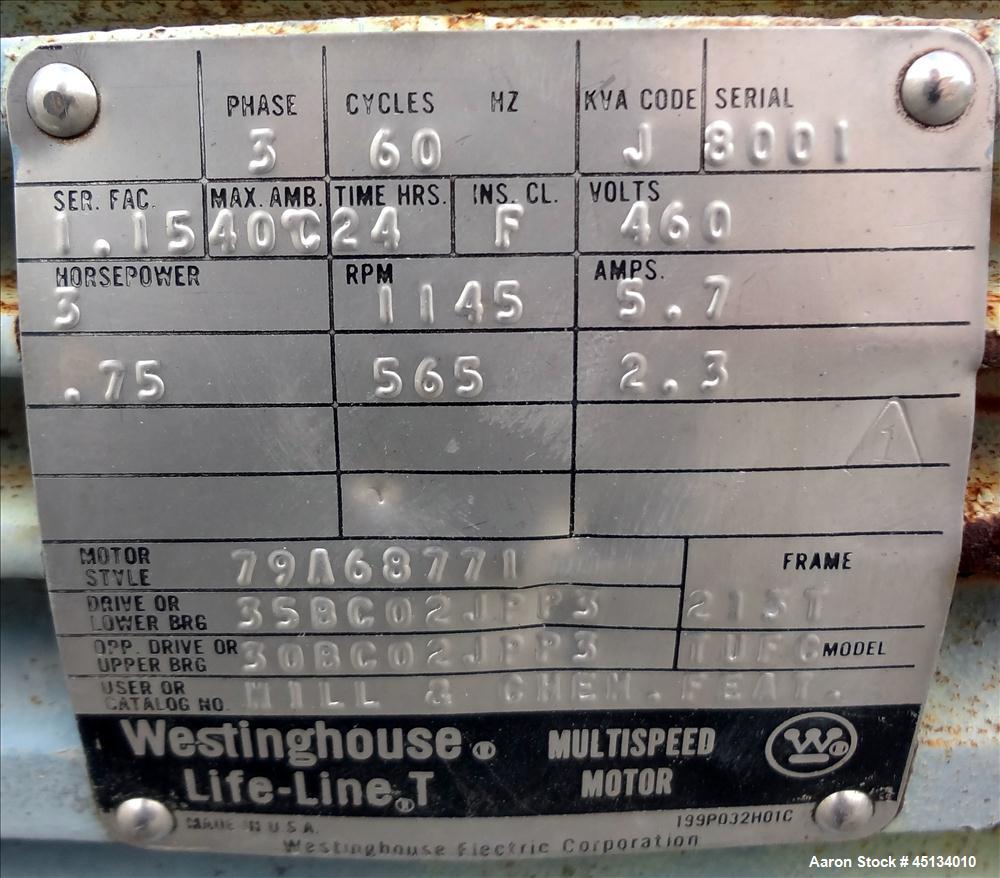 PHASE CYCLES HZ KVA CODE SERIAL
3 60 J 8001
SER. FAC. MAX. AMB. TIME HRS. INS. CL. VOLTS
1.15 40°C 24 F 460
HORSEPOWER RPM AMPS.
3 1145 5.7
.75 565 2.3
1
MOTOR STYLE 79A68771 FRAME
DRIVE OR LOWER BRG 35BC02JPP3 213T
OPP. DRIVE OR UPPER BRG 30BC02JPP3 TUFC MODEL
USER OR CATALOG NO. MILL & CHEM. FEAT.
Westinghouse MULTISPEED
Life-Line T MOTOR
MADE IN U.S.A. 199P032H01C
Westinghouse Electric Corporation
Aaron Stock # 45134010